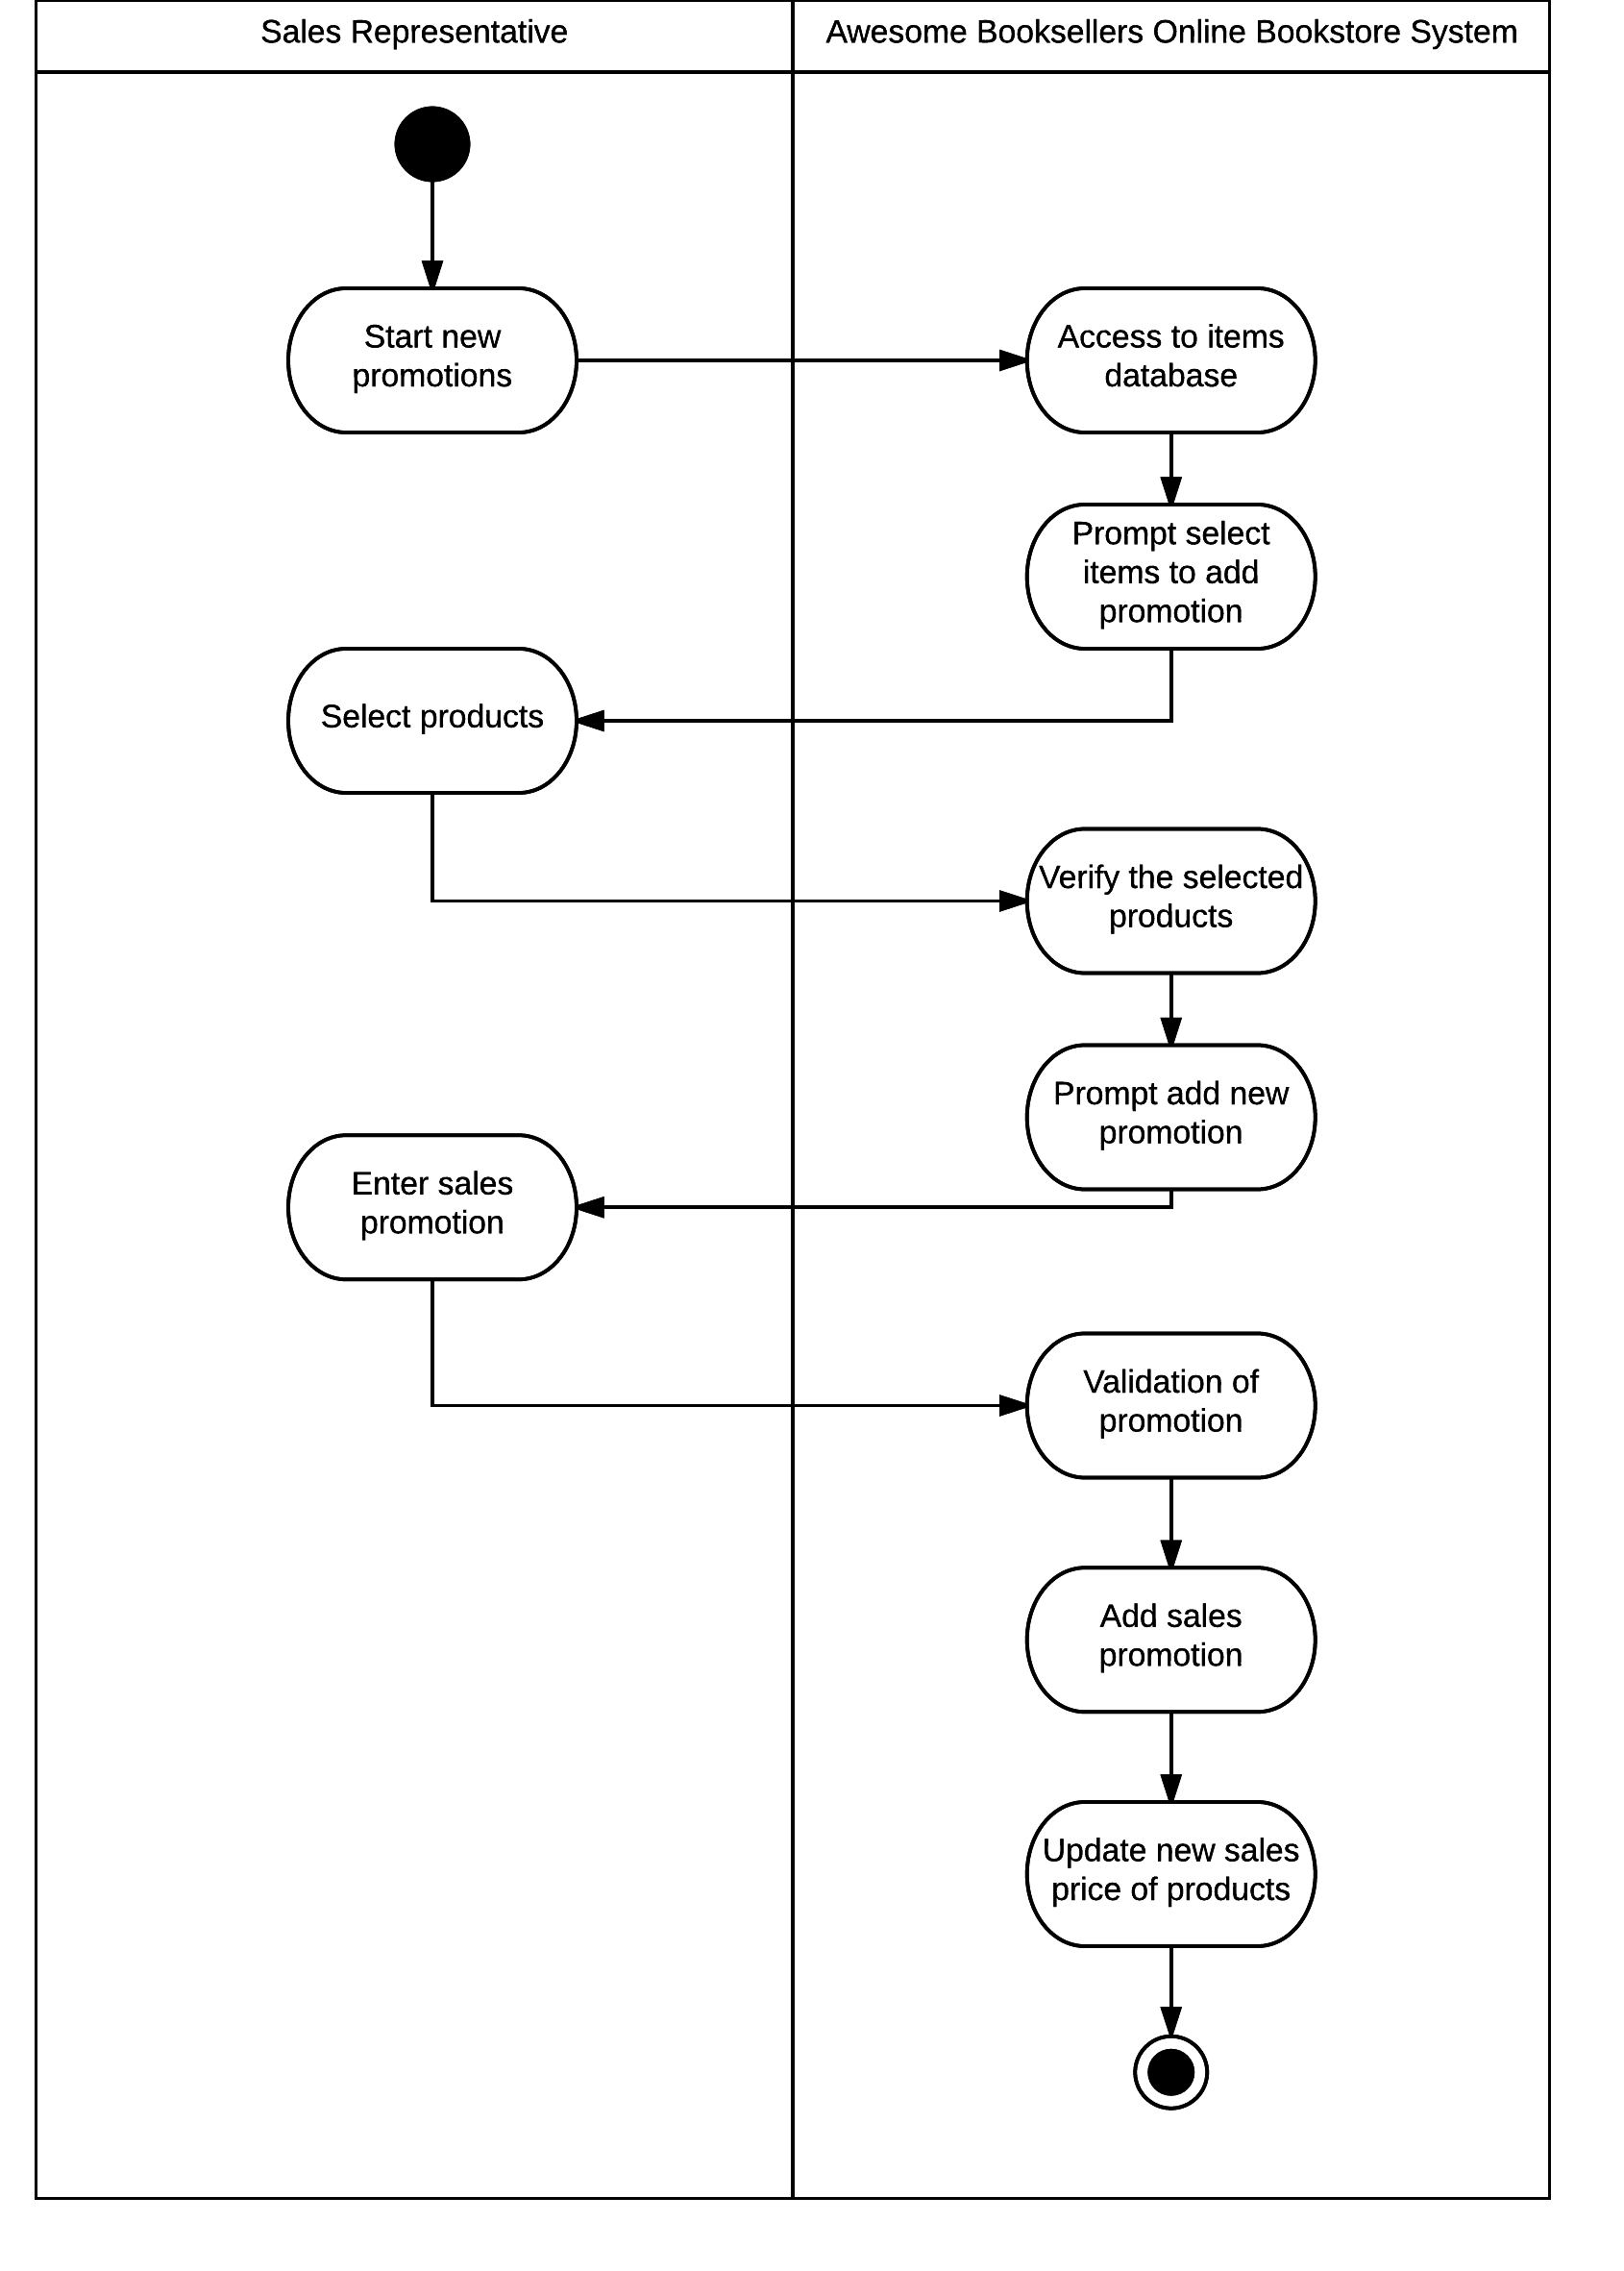 Sales Representative
Awesome Booksellers Online Bookstore System
Start new
promotions
Access to items
database
Prompt select
items to add
promotion
Select products
Verify the selected
products
Prompt add new
promotion
Enter sales
promotion
Validation of
promotion
Add sales
promotion
Update new sales
price of products